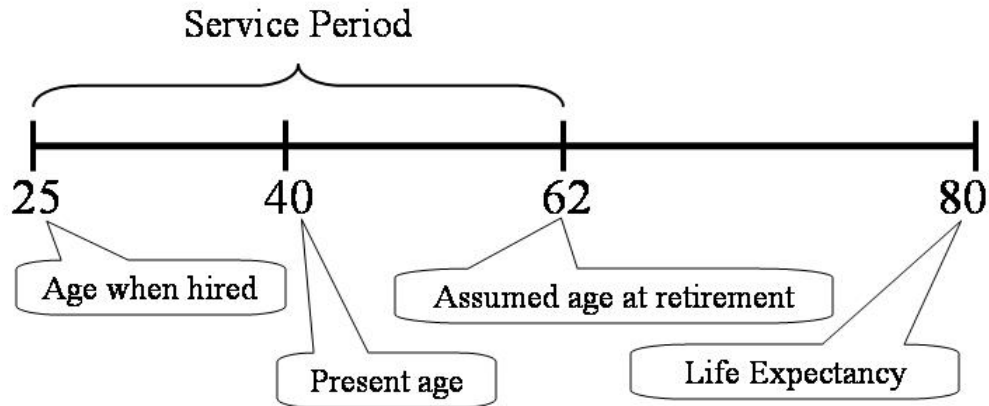 Service Period
25
40
62
80
Age when hired
Assumed age at retirement
Present age
Life Expectancy